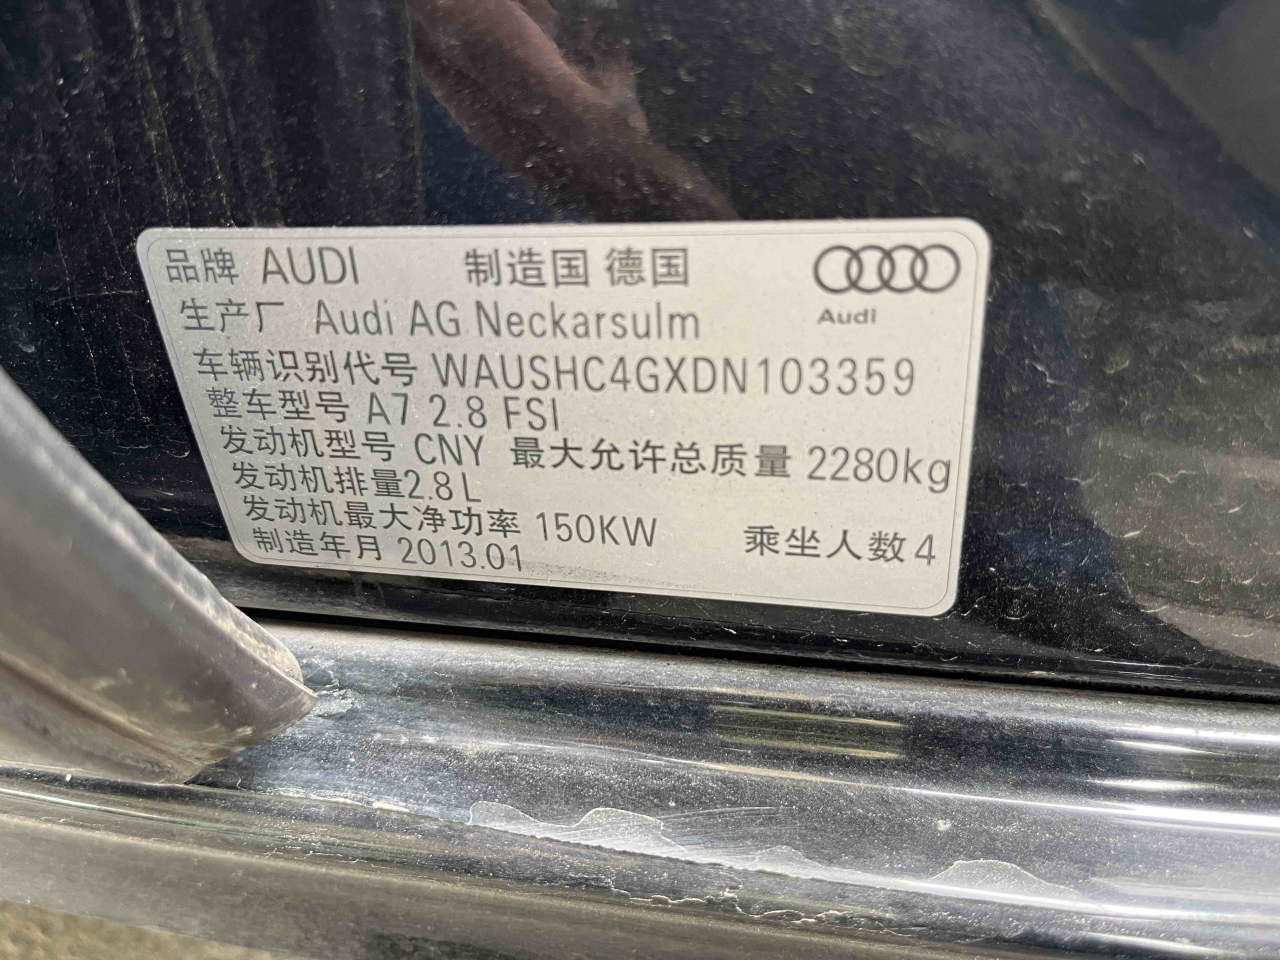 品牌 AUDI 制造国 德国
Audi
生产厂 Audi AG Neckarsulm
车辆识别代号 WAUSHC4GXDN103359
整车型号 A7 2.8 FSI
发动机型号 CNY 最大允许总质量 2280kg
发动机排量2.8L
发动机最大净功率 150KW 乘坐人数4
制造年月 2013.01